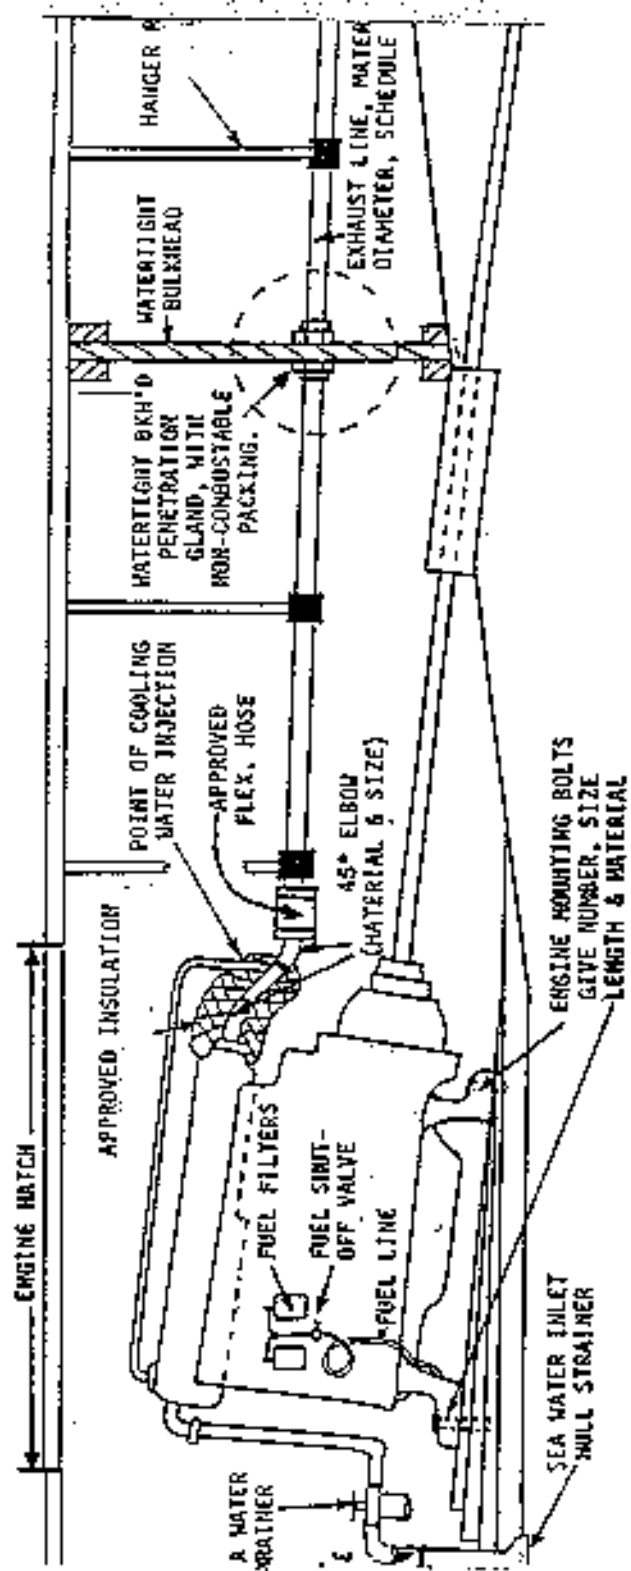 ENGINE HATCH
APPROVED INSULATION
POINT OF COOLING
WATER INJECTION
APPROVED
FLEX. HOSE
WATERTIGHT BKH'D
PENETRATION
GLAND, WITH
NON-COMBUSTABLE
PACKING.
WATERTIGHT
BULKHEAD
HANGER
EXHAUST LINE, MATER
DIAMETER, SCHEDULE
45° ELBOW
(MATERIAL & SIZE)
FUEL FILTERS
FUEL SHUT-
OFF VALVE
FUEL LINE
A WATER
RAINER
ENGINE MOUNTING BOLTS
GIVE NUMBER, SIZE
LENGTH & MATERIAL
SEA WATER INLET
HULL STRAINER